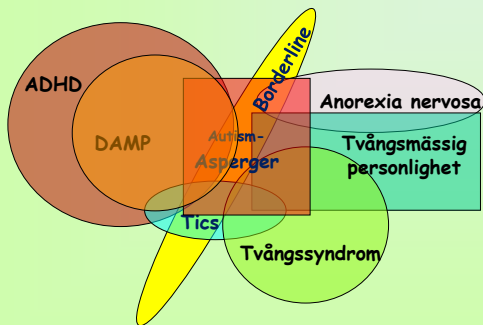 Borderline
ADHD
Anorexia nervosa
DAMP
Autism-
Asperger
Tvångsmässig
personlighet
Tics
Tvångssyndrom